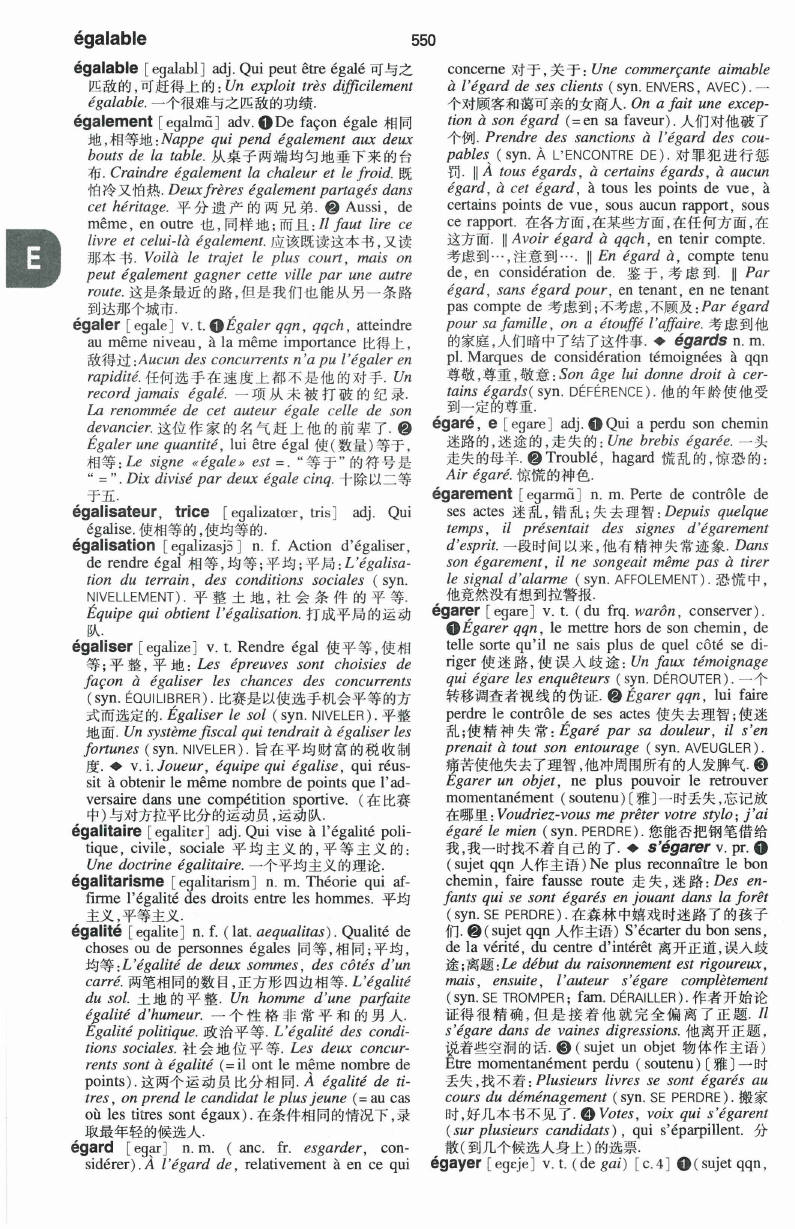 égalable
550
égalable [egalabl] adj. Qui peut être égalé 可与之
匹敌的,可赶得上的: Un exploit très difficilement
égalable. 一个很难与之匹敌的功绩.
également [egalmɑ̃] adv. ❶ De façon égale 相同
地,相等地: Nappe qui pend également aux deux
bouts de la table. 从桌子两端均匀地垂下来的台
布. Craindre également la chaleur et le froid. 既
怕冷又怕热. Deux frères également partagés dans
cet héritage. 平分遗产的两兄弟. ❷ Aussi, de
même, en outre 也,同样地;而且: Il faut lire ce
livre et celui-là également. 应该既读这本书,又读
那本书. Voilà le trajet le plus court, mais on
peut également gagner cette ville par une autre
route. 这是条最近的路,但是我们也能从另一条路
到达那个城市.
égaler [egale] v. t. ❶ Égaler qqn, qqch, atteindre
au même niveau, à la même importance 比得上,
敌得过: Aucun des concurrents n'a pu l'égaler en
rapidité. 任何选手在速度上都不是他的对手. Un
record jamais égalé. 一项从未被打破的纪录.
La renommée de cet auteur égale celle de son
devancier. 这位作家的名气赶上他的前辈了. ❷
Égaler une quantité, lui être égal 使(数量)等于,
相等: Le signe «égale» est =. “等于”的符号是
“=”. Dix divisé par deux égale cinq. 十除以二等
于五.
égalisateur, trice [egalizatœr, tris] adj. Qui
égalise. 使相等的,使均等的.
égalisation [egalizasjɔ̃] n. f. Action d'égaliser,
de rendre égal 相等,均等;平均;平局: L'égalisa-
tion du terrain, des conditions sociales (syn.
NIVELLEMENT). 平整土地,社会条件的平等.
Équipe qui obtient l'égalisation. 打成平局的运动
队.
égaliser [egalize] v. t. Rendre égal 使平等,使相
等;平整,平地: Les épreuves sont choisies de
façon à égaliser les chances des concurrents
(syn. ÉQUILIBRER). 比赛是以使选手机会平等的方
式而选定的. Égaliser le sol (syn. NIVELER). 平整
地面. Un système fiscal qui tendrait à égaliser les
fortunes (syn. NIVELER). 旨在平均财富的税收制
度. ◆ v. i. Joueur, équipe qui égalise, qui réus-
sit à obtenir le même nombre de points que l'ad-
versaire dans une compétition sportive. (在比赛
中)与对方拉平比分的运动员,运动队.
égalitaire [egalitɛr] adj. Qui vise à l'égalité poli-
tique, civile, sociale 平均主义的,平等主义的:
Une doctrine égalitaire. 一个平均主义的理论.
égalitarisme [egalitarism] n. m. Théorie qui af-
firme l'égalité des droits entre les hommes. 平均
主义,平等主义.
égalité [egalite] n. f. (lat. aequalitas). Qualité de
choses ou de personnes égales 同等,相同;平均,
均等: L'égalité de deux sommes, des côtés d'un
carré. 两笔相同的数目,正方形四边相等. L'égalité
du sol. 土地的平整. Un homme d'une parfaite
égalité d'humeur. 一个性格非常平和的男人.
Égalité politique. 政治平等. L'égalité des condi-
tions sociales. 社会地位平等. Les deux concur-
rents sont à égalité (= il ont le même nombre de
points). 这两个运动员比分相同. À égalité de ti-
tres, on prend le candidat le plus jeune (= au cas
où les titres sont égaux). 在条件相同的情况下,录
取最年轻的候选人.
égard [egar] n. m. ( anc. fr. esgarder, con-
sidérer). À l'égard de, relativement à en ce qui
E
concerne 对于,关于: Une commerçante aimable
à l'égard de ses clients (syn. ENVERS, AVEC). 一
个对顾客和蔼可亲的女商人. On a fait une excep-
tion à son égard (= en sa faveur). 人们对他破了
个例. Prendre des sanctions à l'égard des cou-
pables (syn. À L'ENCONTRE DE). 对罪犯进行惩
罚. ‖ À tous égards, à certains égards, à aucun
égard, à cet égard, à tous les points de vue, à
certains points de vue, sous aucun rapport, sous
ce rapport. 在各方面,在某些方面,在任何方面,在
这方面. ‖ Avoir égard à qqch, en tenir compte.
考虑到…,注意到…. ‖ En égard à, compte tenu
de, en considération de. 鉴于,考虑到. ‖ Par
égard, sans égard pour, en tenant, en ne tenant
pas compte de 考虑到;不考虑,不顾及: Par égard
pour sa famille, on a étouffé l'affaire. 考虑到他
的家庭,人们暗中了结了这件事. ◆ égards n. m.
pl. Marques de considération témoignées à qqn
尊敬,尊重,敬意: Son âge lui donne droit à cer-
tains égards (syn. DÉFÉRENCE). 他的年龄使他受
到一定的尊重.
égaré, e [egare] adj. ❶ Qui a perdu son chemin
迷路的,迷途的,走失的: Une brebis égarée. 一头
走失的母羊. ❷ Troublé, hagard 慌乱的,惊恐的:
Air égaré. 惊慌的神色.
égarement [egarmɑ̃] n. m. Perte de contrôle de
ses actes 迷乱,错乱;失去理智: Depuis quelque
temps, il présentait des signes d'égarement
d'esprit. 一段时间以来,他有精神失常迹象. Dans
son égarement, il ne songeait même pas à tirer
le signal d'alarme (syn. AFFOLEMENT). 恐慌中,
他竟然没有想到拉警报.
égarer [egare] v. t. (du frq. warôn, conserver).
❶ Égarer qqn, le mettre hors de son chemin, de
telle sorte qu'il ne sais plus de quel côté se di-
riger 使迷路,使误入歧途: Un faux témoignage
qui égare les enquêteurs (syn. DÉROUTER). 一个
转移调查者视线的伪证. ❷ Égarer qqn, lui faire
perdre le contrôle de ses actes 使失去理智;使迷
乱;使精神失常: Égaré par sa douleur, il s'en
prenait à tout son entourage (syn. AVEUGLER).
痛苦使他失去了理智,他冲周围所有的人发脾气. ❸
Égarer un objet, ne plus pouvoir le retrouver
momentanément (soutenu) [雅]一时丢失,忘记放
在哪里: Voudriez-vous me prêter votre stylo; j'ai
égaré le mien (syn. PERDRE). 您能否把钢笔借给
我,我一时找不着自己的了. ◆ s'égarer v. pr. ❶
(sujet qqn 人作主语) Ne plus reconnaître le bon
chemin, faire fausse route 走失,迷路: Des en-
fants qui se sont égarés en jouant dans la forêt
(syn. SE PERDRE). 在森林中嬉戏时迷路了的孩子
们. ❷ (sujet qqn 人作主语) S'écarter du bon sens,
de la vérité, du centre d'intérêt 离开正道,误入歧
途;离题: Le début du raisonnement est rigoureux,
mais, ensuite, l'auteur s'égare complètement
(syn. SE TROMPER; fam. DÉRAILLER). 作者开始论
证得很精确,但是接着他就完全偏离了正题. Il
s'égare dans de vaines digressions. 他离开正题,
说着些空洞的话. ❸ (sujet un objet 物体作主语)
Être momentanément perdu (soutenu) [雅]一时
丢失,找不着: Plusieurs livres se sont égarés au
cours du déménagement (syn. SE PERDRE). 搬家
时,好几本书不见了. ❹ Votes, voix qui s'égarent
(sur plusieurs candidats), qui s'éparpillent. 分
散(到几个候选人身上)的选票.
égayer [egɛje] v. t. (de gai) [c. 4] ❶ (sujet qqn,